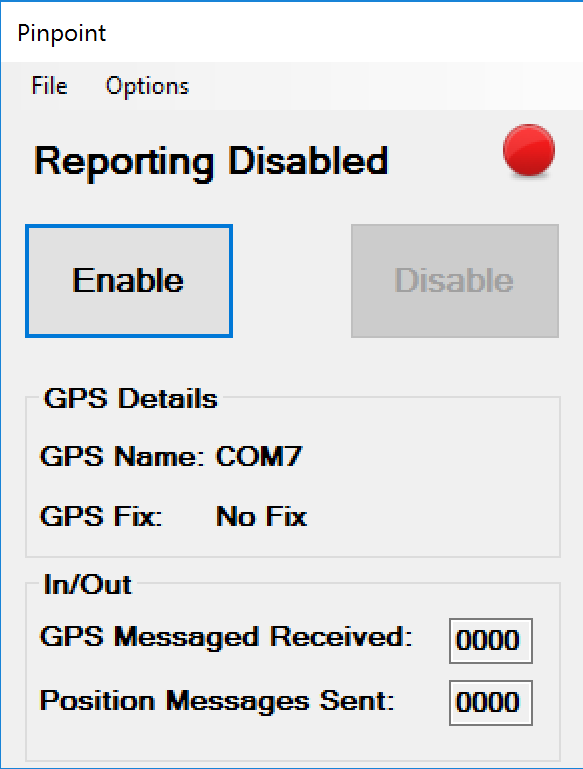 Pinpoint
File Options
Reporting Disabled
Enable Disable
GPS Details
GPS Name: COM7
GPS Fix: No Fix
In/Out
GPS Messaged Received: 0000
Position Messages Sent: 0000